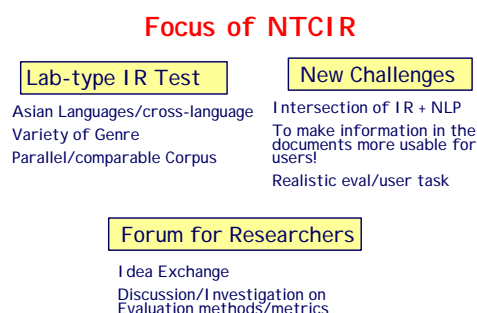 Focus of NTCIR
Lab-type IR Test
Asian Languages/cross-language
Variety of Genre
Parallel/comparable Corpus
New Challenges
Intersection of IR + NLP
To make information in the
documents more usable for
users!
Realistic eval/user task
Forum for Researchers
Idea Exchange
Discussion/Investigation on
Evaluation methods/metrics